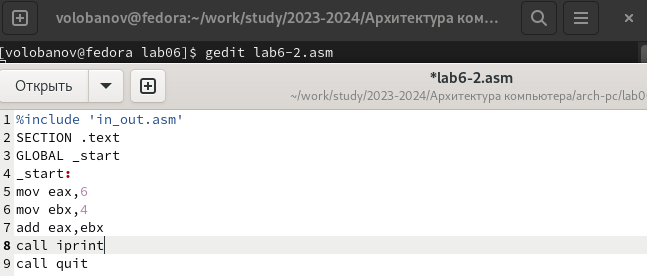 volobanov@fedora:~/work/study/2023-2024/Архитектура ком...
[volobanov@fedora lab06]$ gedit lab6-2.asm
Открыть
*lab6-2.asm
~/work/study/2023-2024/Архитектура компьютера/arch-pc/lab0
1 %include 'in_out.asm'
2 SECTION .text
3 GLOBAL _start
4 _start:
5 mov eax,6
6 mov ebx,4
7 add eax,ebx
8 call iprint
9 call quit